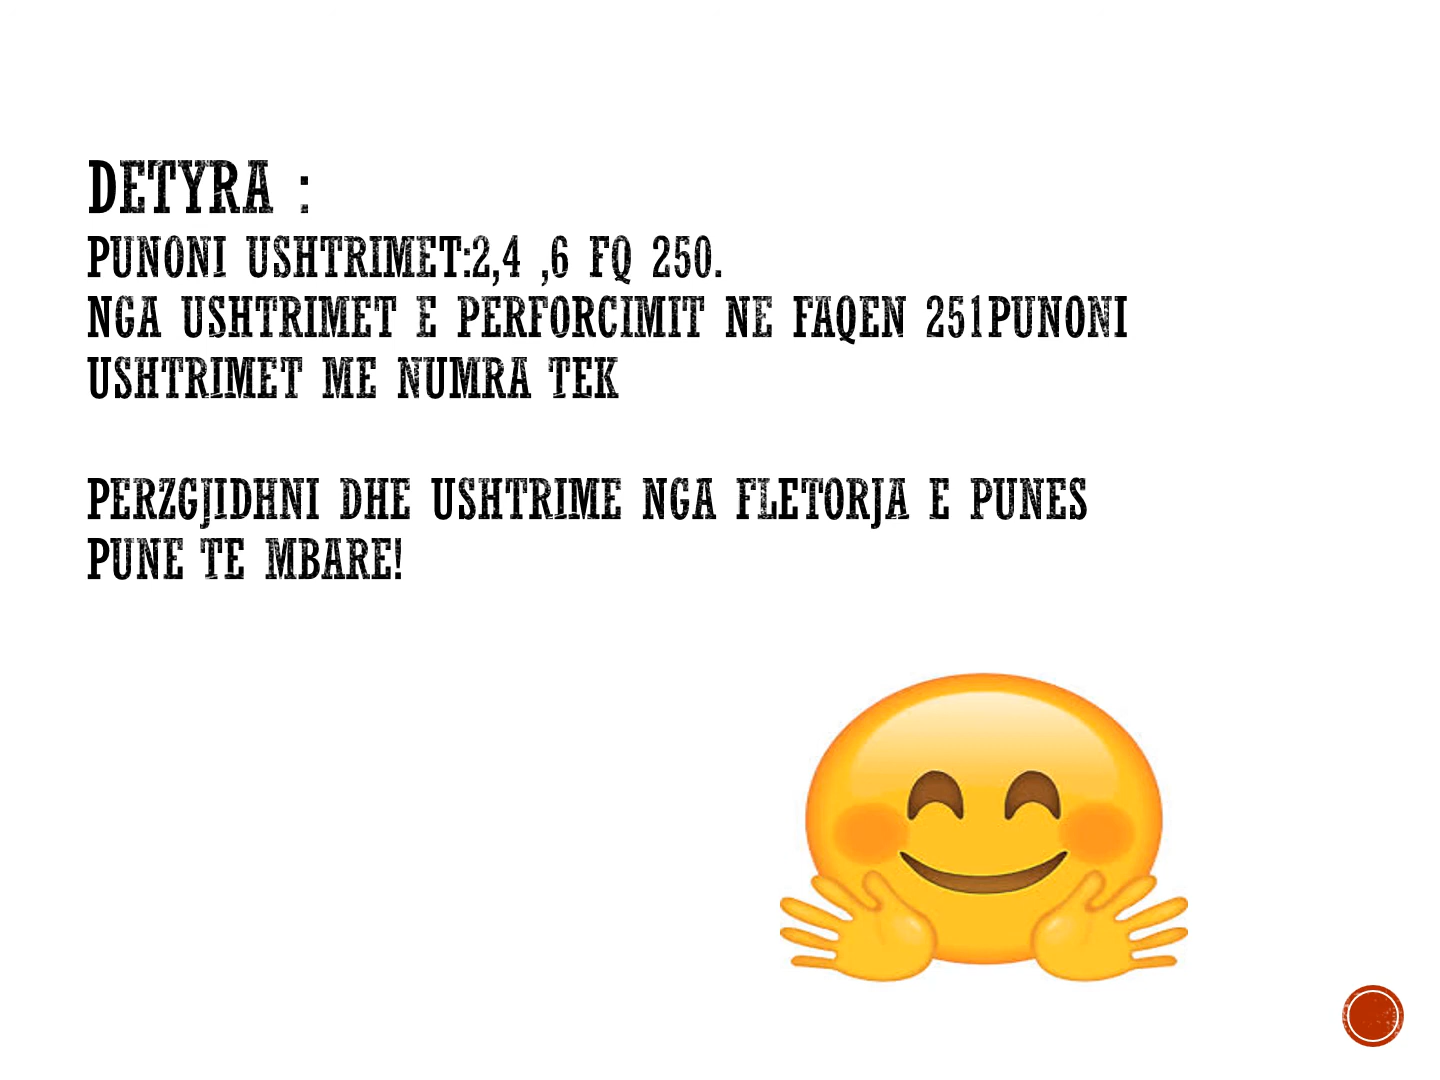 DETYRA :
PUNONI USHTRIMET:2,4 ,6 FQ 250.
NGA USHTRIMET E PERFORCIMIT NE FAQEN 251PUNONI
USHTRIMET ME NUMRA TEK
PERZGJIDHNI DHE USHTRIME NGA FLETORJA E PUNES
PUNE TE MBARE!